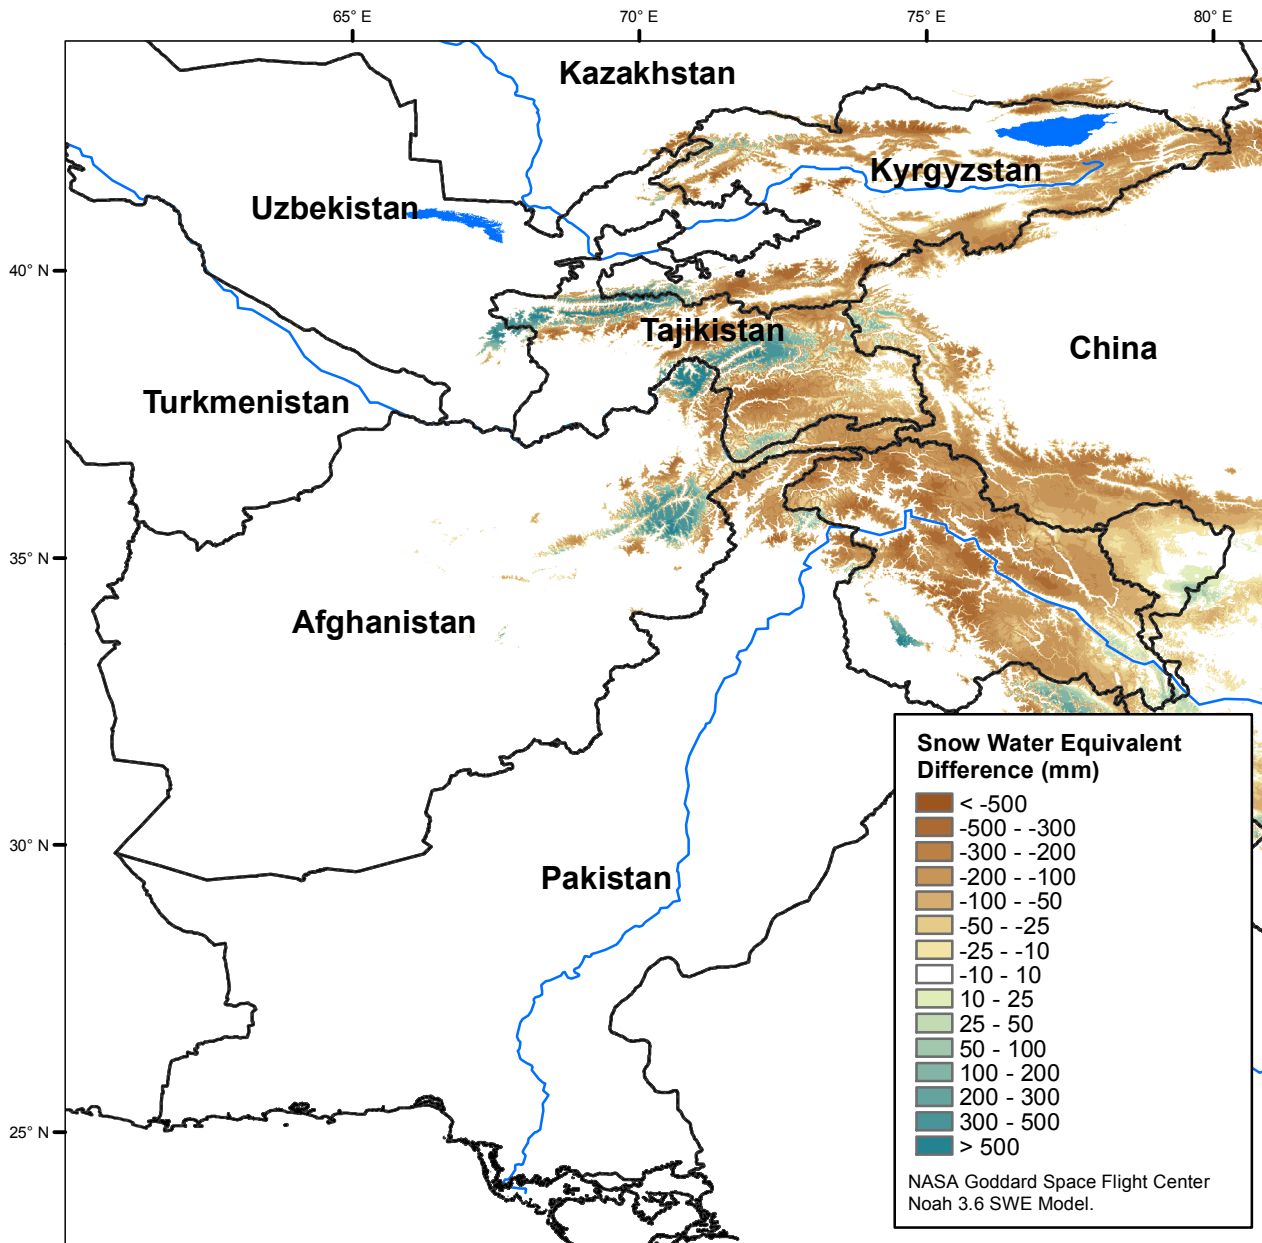 65° E
70° E
75° E
80° E
Kazakhstan
Kyrgyzstan
Uzbekistan
40° N
Tajikistan
China
Turkmenistan
35° N
Afghanistan
Snow Water Equivalent
Difference (mm)
< -500
-500 - -300
-300 - -200
-200 - -100
-100 - -50
-50 - -25
-25 - -10
-10 - 10
10 - 25
25 - 50
50 - 100
100 - 200
200 - 300
300 - 500
> 500
NASA Goddard Space Flight Center
Noah 3.6 SWE Model.
30° N
Pakistan
25° N